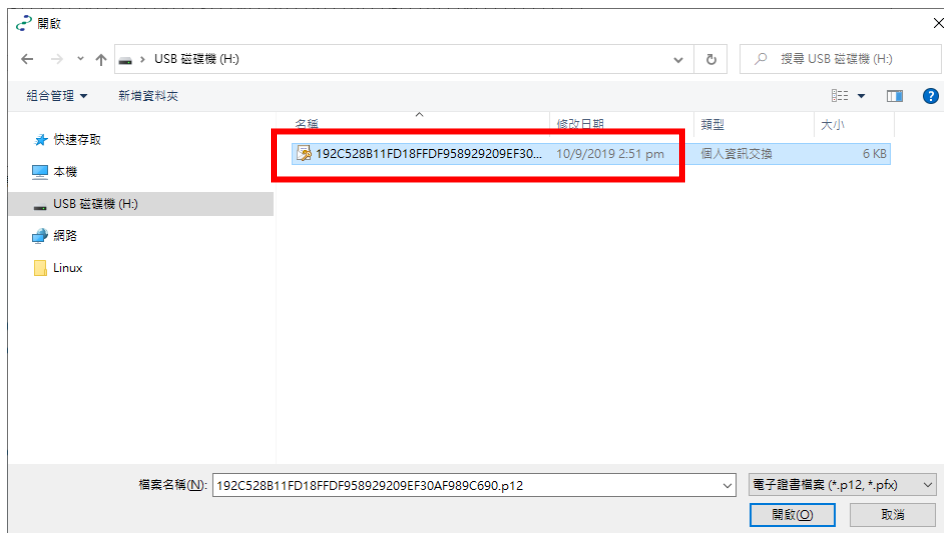 開啟
USB 磁碟機 (H:)
搜尋 USB 磁碟機 (H:)
組合管理 新增資料夾
名稱 修改日期 類型 大小
快速存取
192C528B11FD18FFDF958929209EF30... 10/9/2019 2:51 pm 個人資訊交換 6 KB
本機
USB 磁碟機 (H:)
網路
Linux
檔案名稱(N): 192C528B11FD18FFDF958929209EF30AF989C690.p12 電子證書檔案 (*.p12, *.pfx)
開啟(O) 取消